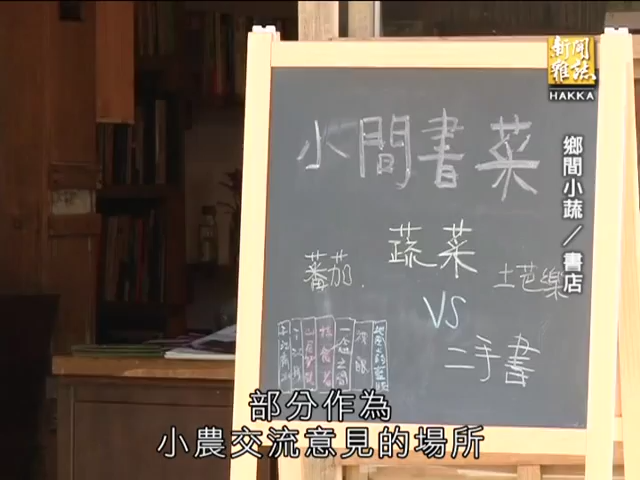 新聞
雜誌
HAKKA
鄉間小蔬／書店
小間書菜
蔬菜
蕃茄.
土芭樂
VS
二手書
部分作為
小農交流意見的場所